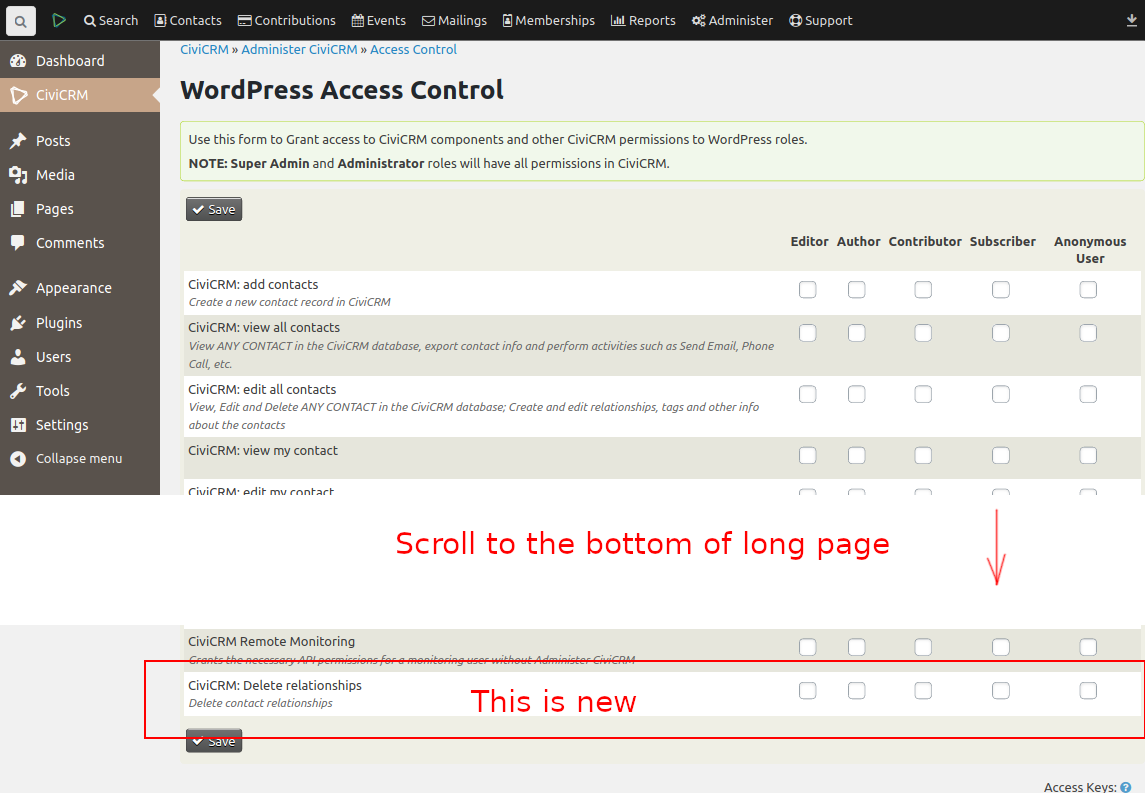 Search Contacts Contributions Events Mailings Memberships Reports Administer Support
Dashboard
CiviCRM
Posts
Media
Pages
Comments
Appearance
Plugins
Users
Tools
Settings
Collapse menu
CiviCRM » Administer CiviCRM » Access Control
WordPress Access Control
Use this form to Grant access to CiviCRM components and other CiviCRM permissions to WordPress roles.
NOTE: Super Admin and Administrator roles will have all permissions in CiviCRM.
Save
Editor Author Contributor Subscriber Anonymous
User
CiviCRM: add contacts
Create a new contact record in CiviCRM
CiviCRM: view all contacts
View ANY CONTACT in the CiviCRM database, export contact info and perform activities such as Send Email, Phone
Call, etc.
CiviCRM: edit all contacts
View, Edit and Delete ANY CONTACT in the CiviCRM database; Create and edit relationships, tags and other info
about the contacts
CiviCRM: view my contact
CiviCRM: edit my contact
Scroll to the bottom of long page
CiviCRM Remote Monitoring
Grants the necessary API permissions for a monitoring user without Administer CiviCRM
CiviCRM: Delete relationships
Delete contact relationships
This is new
Save
Access Keys: ?